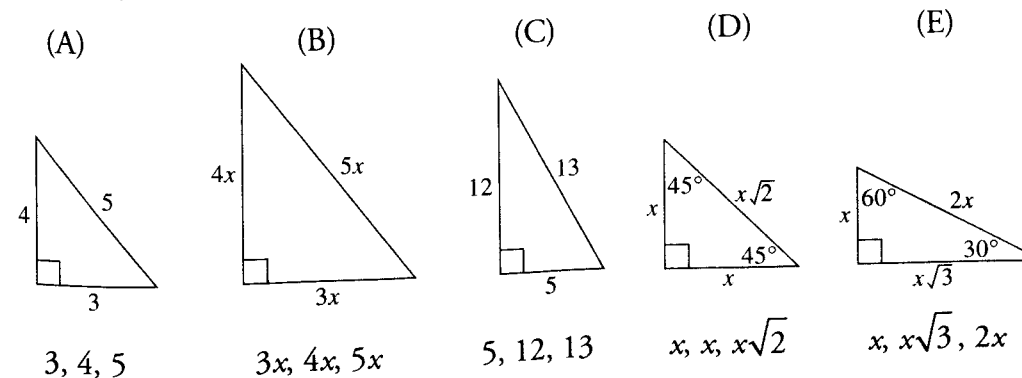 (A) (B) (C) (D) (E)
4 5 3
4x 5x 3x
12 13 5
45° x√2 x 45° x
60° 2x x 30° x√3
3, 4, 5 3x, 4x, 5x 5, 12, 13 x, x, x√2 x, x√3, 2x